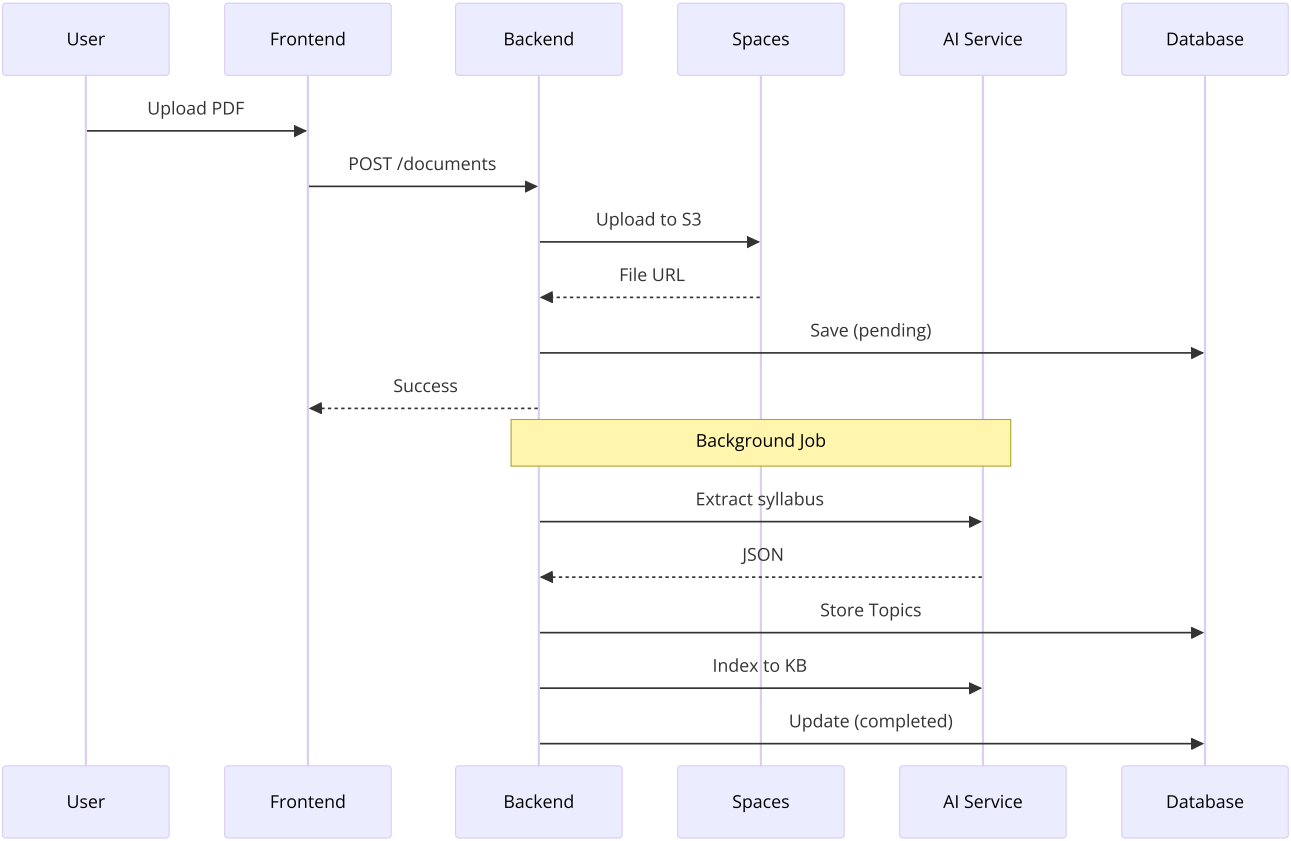 User
Frontend
Backend
Spaces
AI Service
Database
Upload PDF
POST /documents
Upload to S3
File URL
Save (pending)
Success
Background Job
Extract syllabus
JSON
Store Topics
Index to KB
Update (completed)
User
Frontend
Backend
Spaces
AI Service
Database